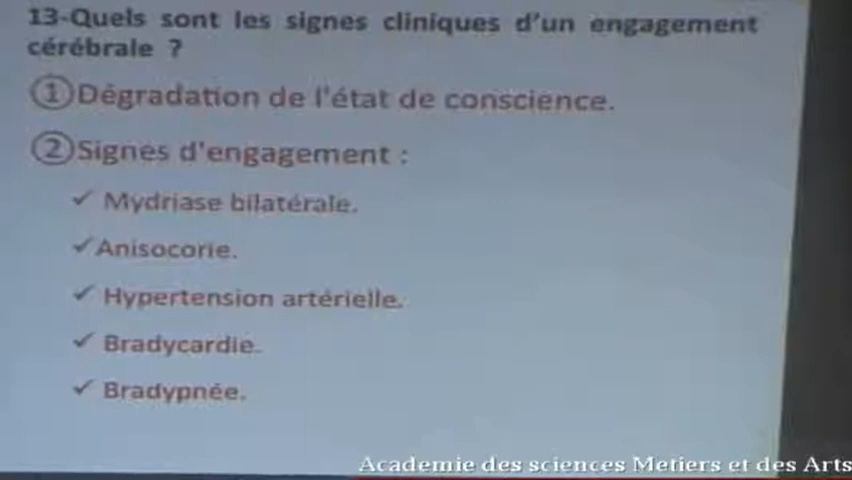 13-Quels sont les signes cliniques d'un engagement
cérébrale ?
①Dégradation de l'état de conscience.
②Signes d'engagement :
✓ Mydriase bilatérale.
✓Anisocorie.
✓ Hypertension artérielle.
✓ Bradycardie.
✓ Bradypnée.
Academie des sciences Metiers et des Arts